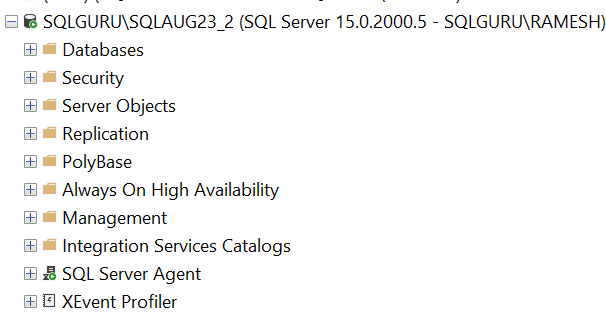 SQLGURU\SQLAUG23_2 (SQL Server 15.0.2000.5 - SQLGURU\RAMESH)
Databases
Security
Server Objects
Replication
PolyBase
Always On High Availability
Management
Integration Services Catalogs
SQL Server Agent
XEvent Profiler